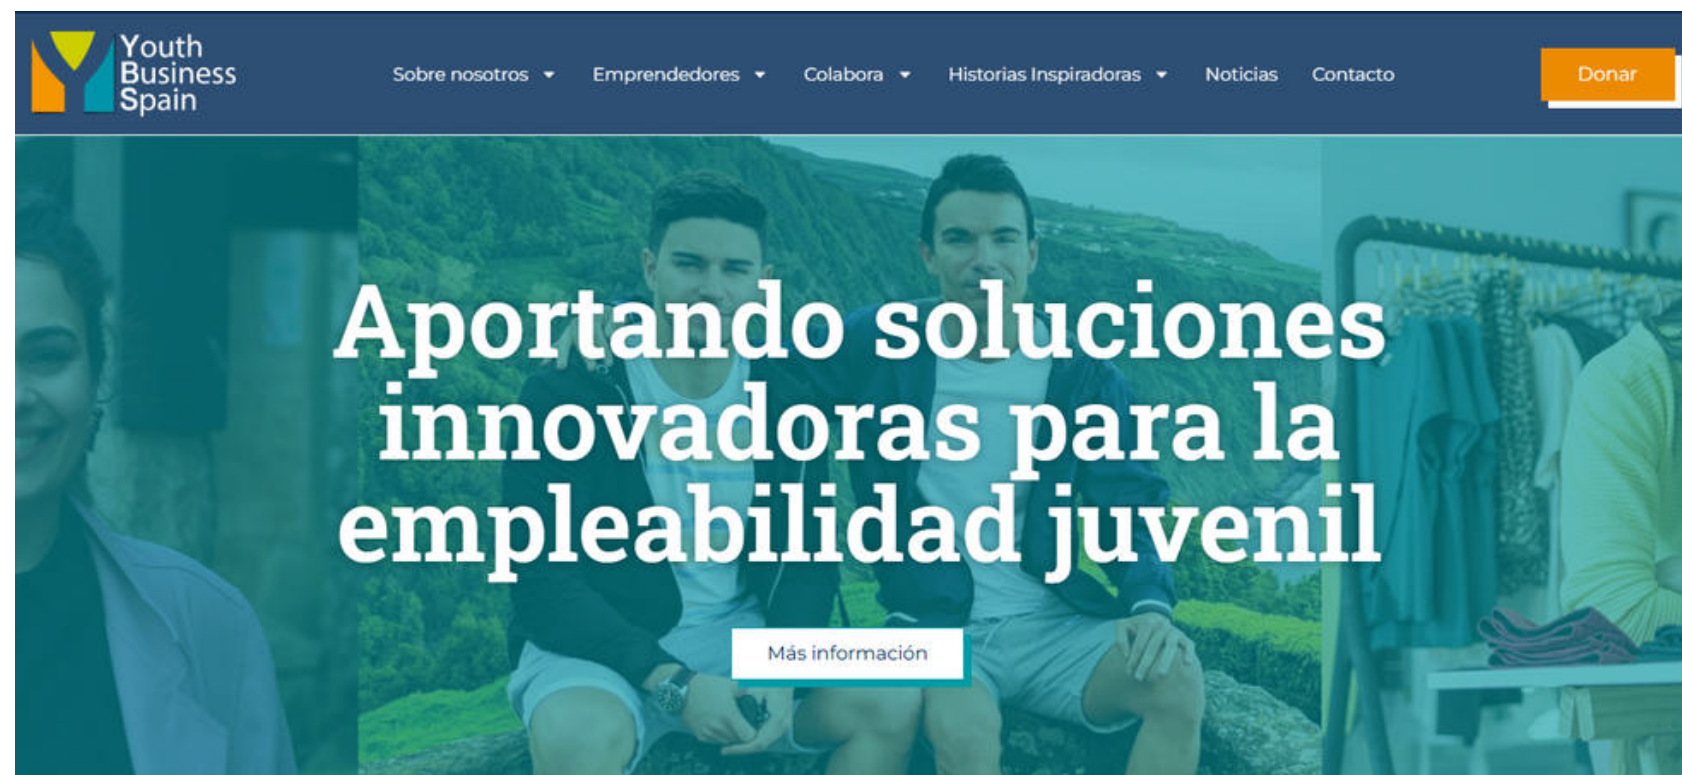 Youth
Business
Spain
Sobre nosotros Emprendedores Colabora Historias Inspiradoras Noticias Contacto Donar
Aportando soluciones
innovadoras para la
empleabilidad juvenil
Más información